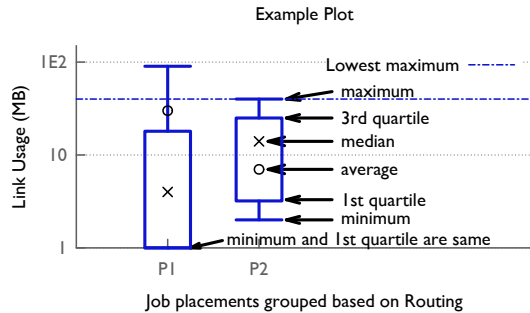 Example Plot
1E2
Lowest maximum
maximum
3rd quartile
median
10
average
1st quartile
minimum
minimum and 1st quartile are same
1
Link Usage (MB)
P1
P2
Job placements grouped based on Routing